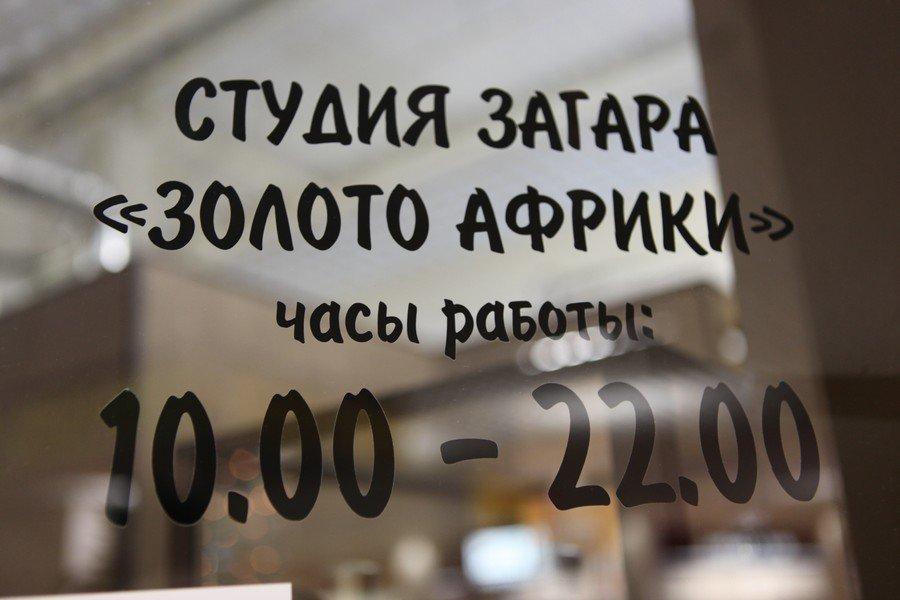 СТУДИЯ ЗАГАРА
«ЗОЛОТО АФРИКИ»
часы работы:
10.00 - 22.00